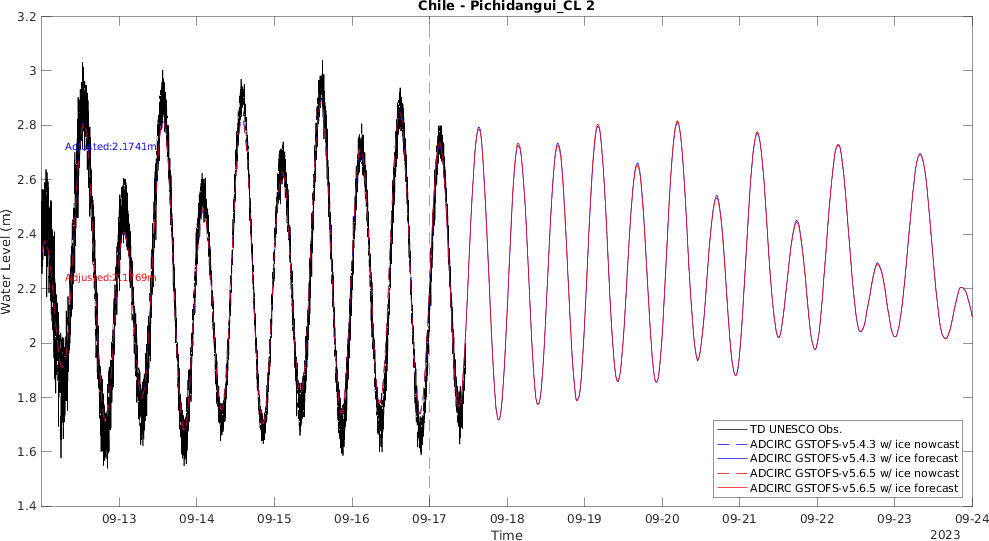 Chile - Pichidangui_CL 2
3.2
3
2.8
2.6
2.4
2.2
2
1.8
1.6
1.4
Water Level (m)
Adjusted:2.1741m
TD UNESCO Obs.
ADCIRC GSTOFS-v5.4.3 w/ ice nowcast
ADCIRC GSTOFS-v5.4.3 w/ ice forecast
ADCIRC GSTOFS-v5.6.5 w/ ice nowcast
ADCIRC GSTOFS-v5.6.5 w/ ice forecast
09-13 09-14 09-15 09-16 09-17 09-18 09-19 09-20 09-21 09-22 09-23 09-24
Time
2023